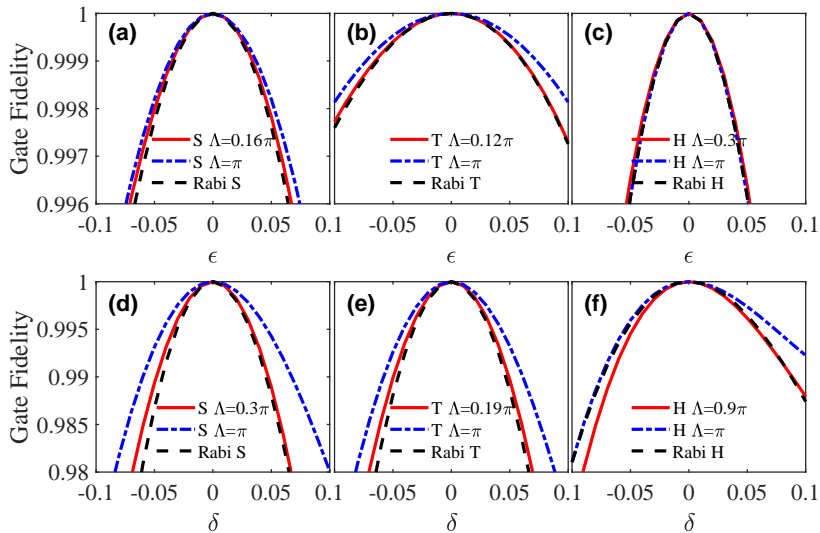 (a) (b) (c)
Gate Fidelity
1
0.999
0.998
0.997
0.996
S Λ=0.16π
S Λ=π
Rabi S
T Λ=0.12π
T Λ=π
Rabi T
H Λ=0.3π
H Λ=π
Rabi H
-0.1 -0.05 0 0.05 0.1 -0.05 0 0.05 0.1 -0.05 0 0.05 0.1
ϵ ϵ ϵ
(d) (e) (f)
Gate Fidelity
1
0.995
0.99
0.985
0.98
S Λ=0.3π
S Λ=π
Rabi S
T Λ=0.19π
T Λ=π
Rabi T
H Λ=0.9π
H Λ=π
Rabi H
-0.1 -0.05 0 0.05 0.1 -0.05 0 0.05 0.1 -0.05 0 0.05 0.1
δ δ δ